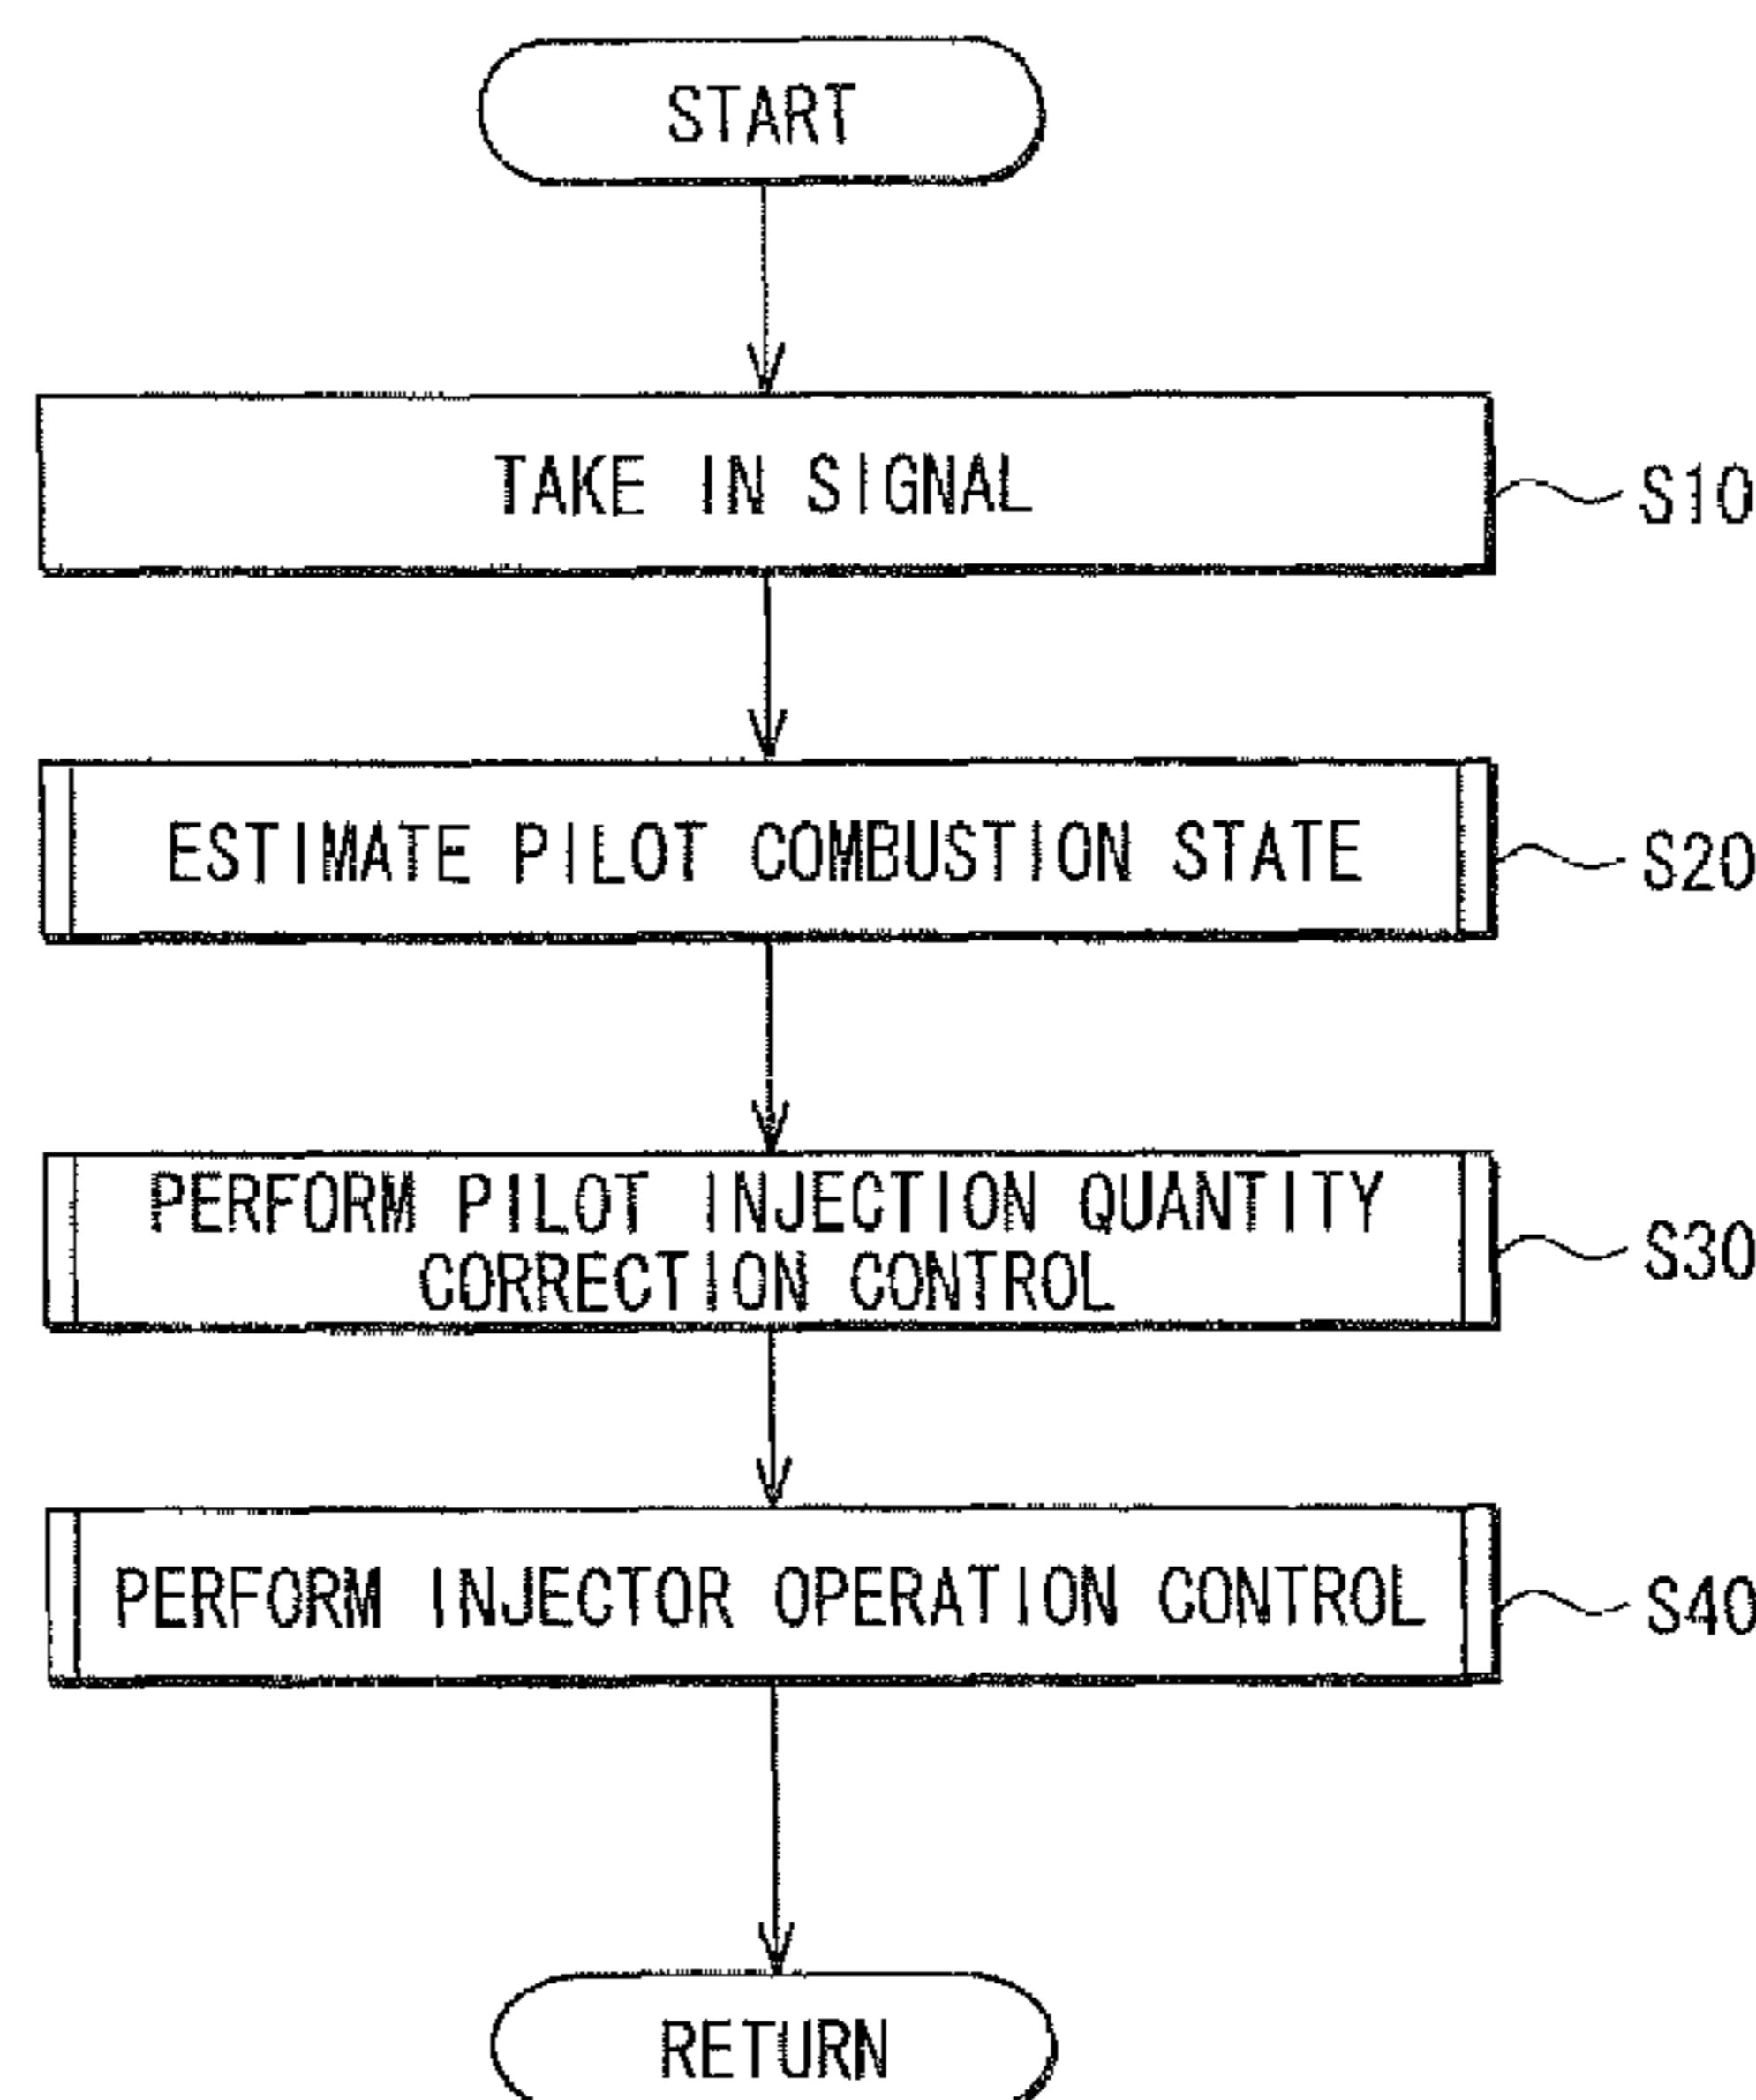 START
TAKE IN SIGNAL
S10
ESTIMATE PILOT COMBUSTION STATE
S20
PERFORM PILOT INJECTION QUANTITY
CORRECTION CONTROL
S30
PERFORM INJECTOR OPERATION CONTROL
S40
RETURN